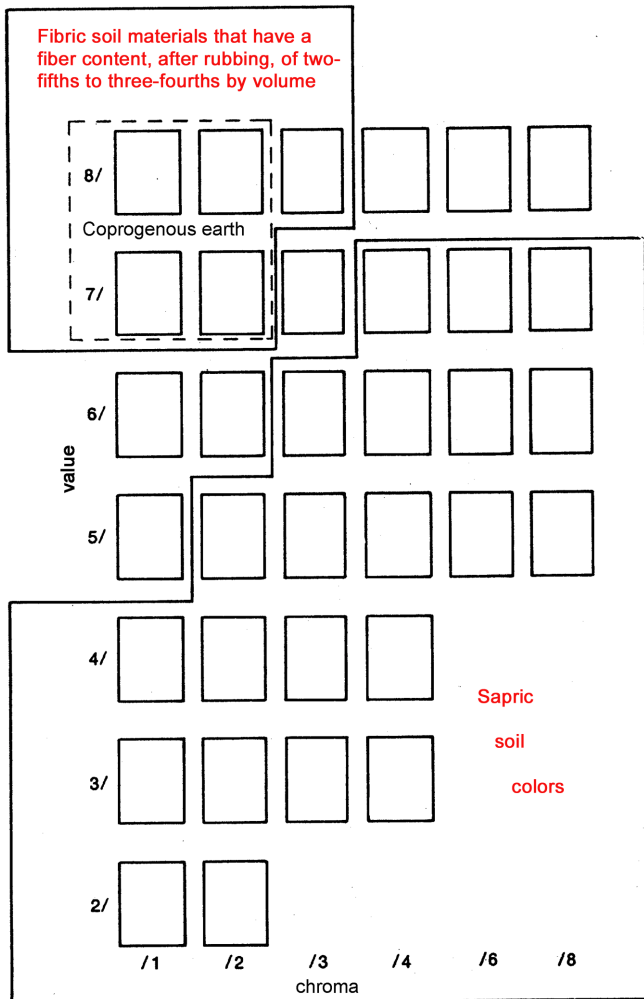 Fibric soil materials that have a
fiber content, after rubbing, of two-
fifths to three-fourths by volume
8/
Coprogenous earth
7/
6/
value
5/
4/
Sapric
soil
3/
colors
2/
/1 /2 /3 /4 /6 /8
chroma